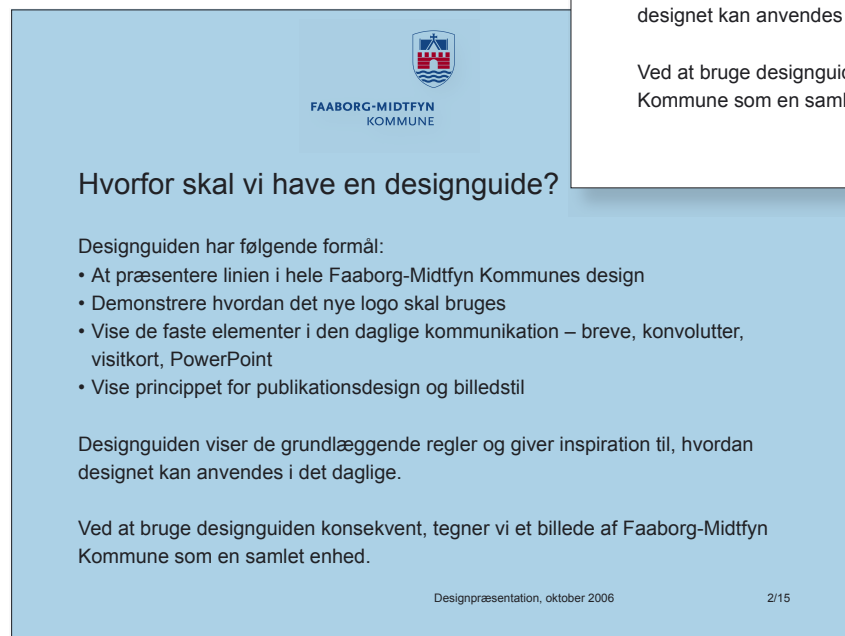 designet kan anvendes
Ved at bruge designgui
Kommune som en saml
FAABORG-MIDTFYN
KOMMUNE
Hvorfor skal vi have en designguide?
Designguiden har følgende formål:
• At præsentere linien i hele Faaborg-Midtfyn Kommunes design
• Demonstrere hvordan det nye logo skal bruges
• Vise de faste elementer i den daglige kommunikation – breve, konvolutter,
visitkort, PowerPoint
• Vise princippet for publikationsdesign og billedstil
Designguiden viser de grundlæggende regler og giver inspiration til, hvordan
designet kan anvendes i det daglige.
Ved at bruge designguiden konsekvent, tegner vi et billede af Faaborg-Midtfyn
Kommune som en samlet enhed.
Designpræsentation, oktober 2006 2/15